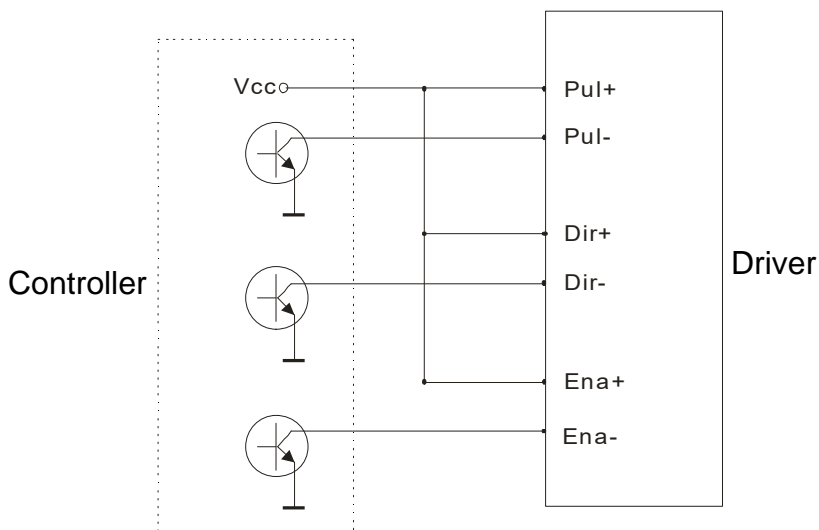 Vcc
Pul+
Pul-
Dir+
Driver
Controller
Dir-
Ena+
Ena-